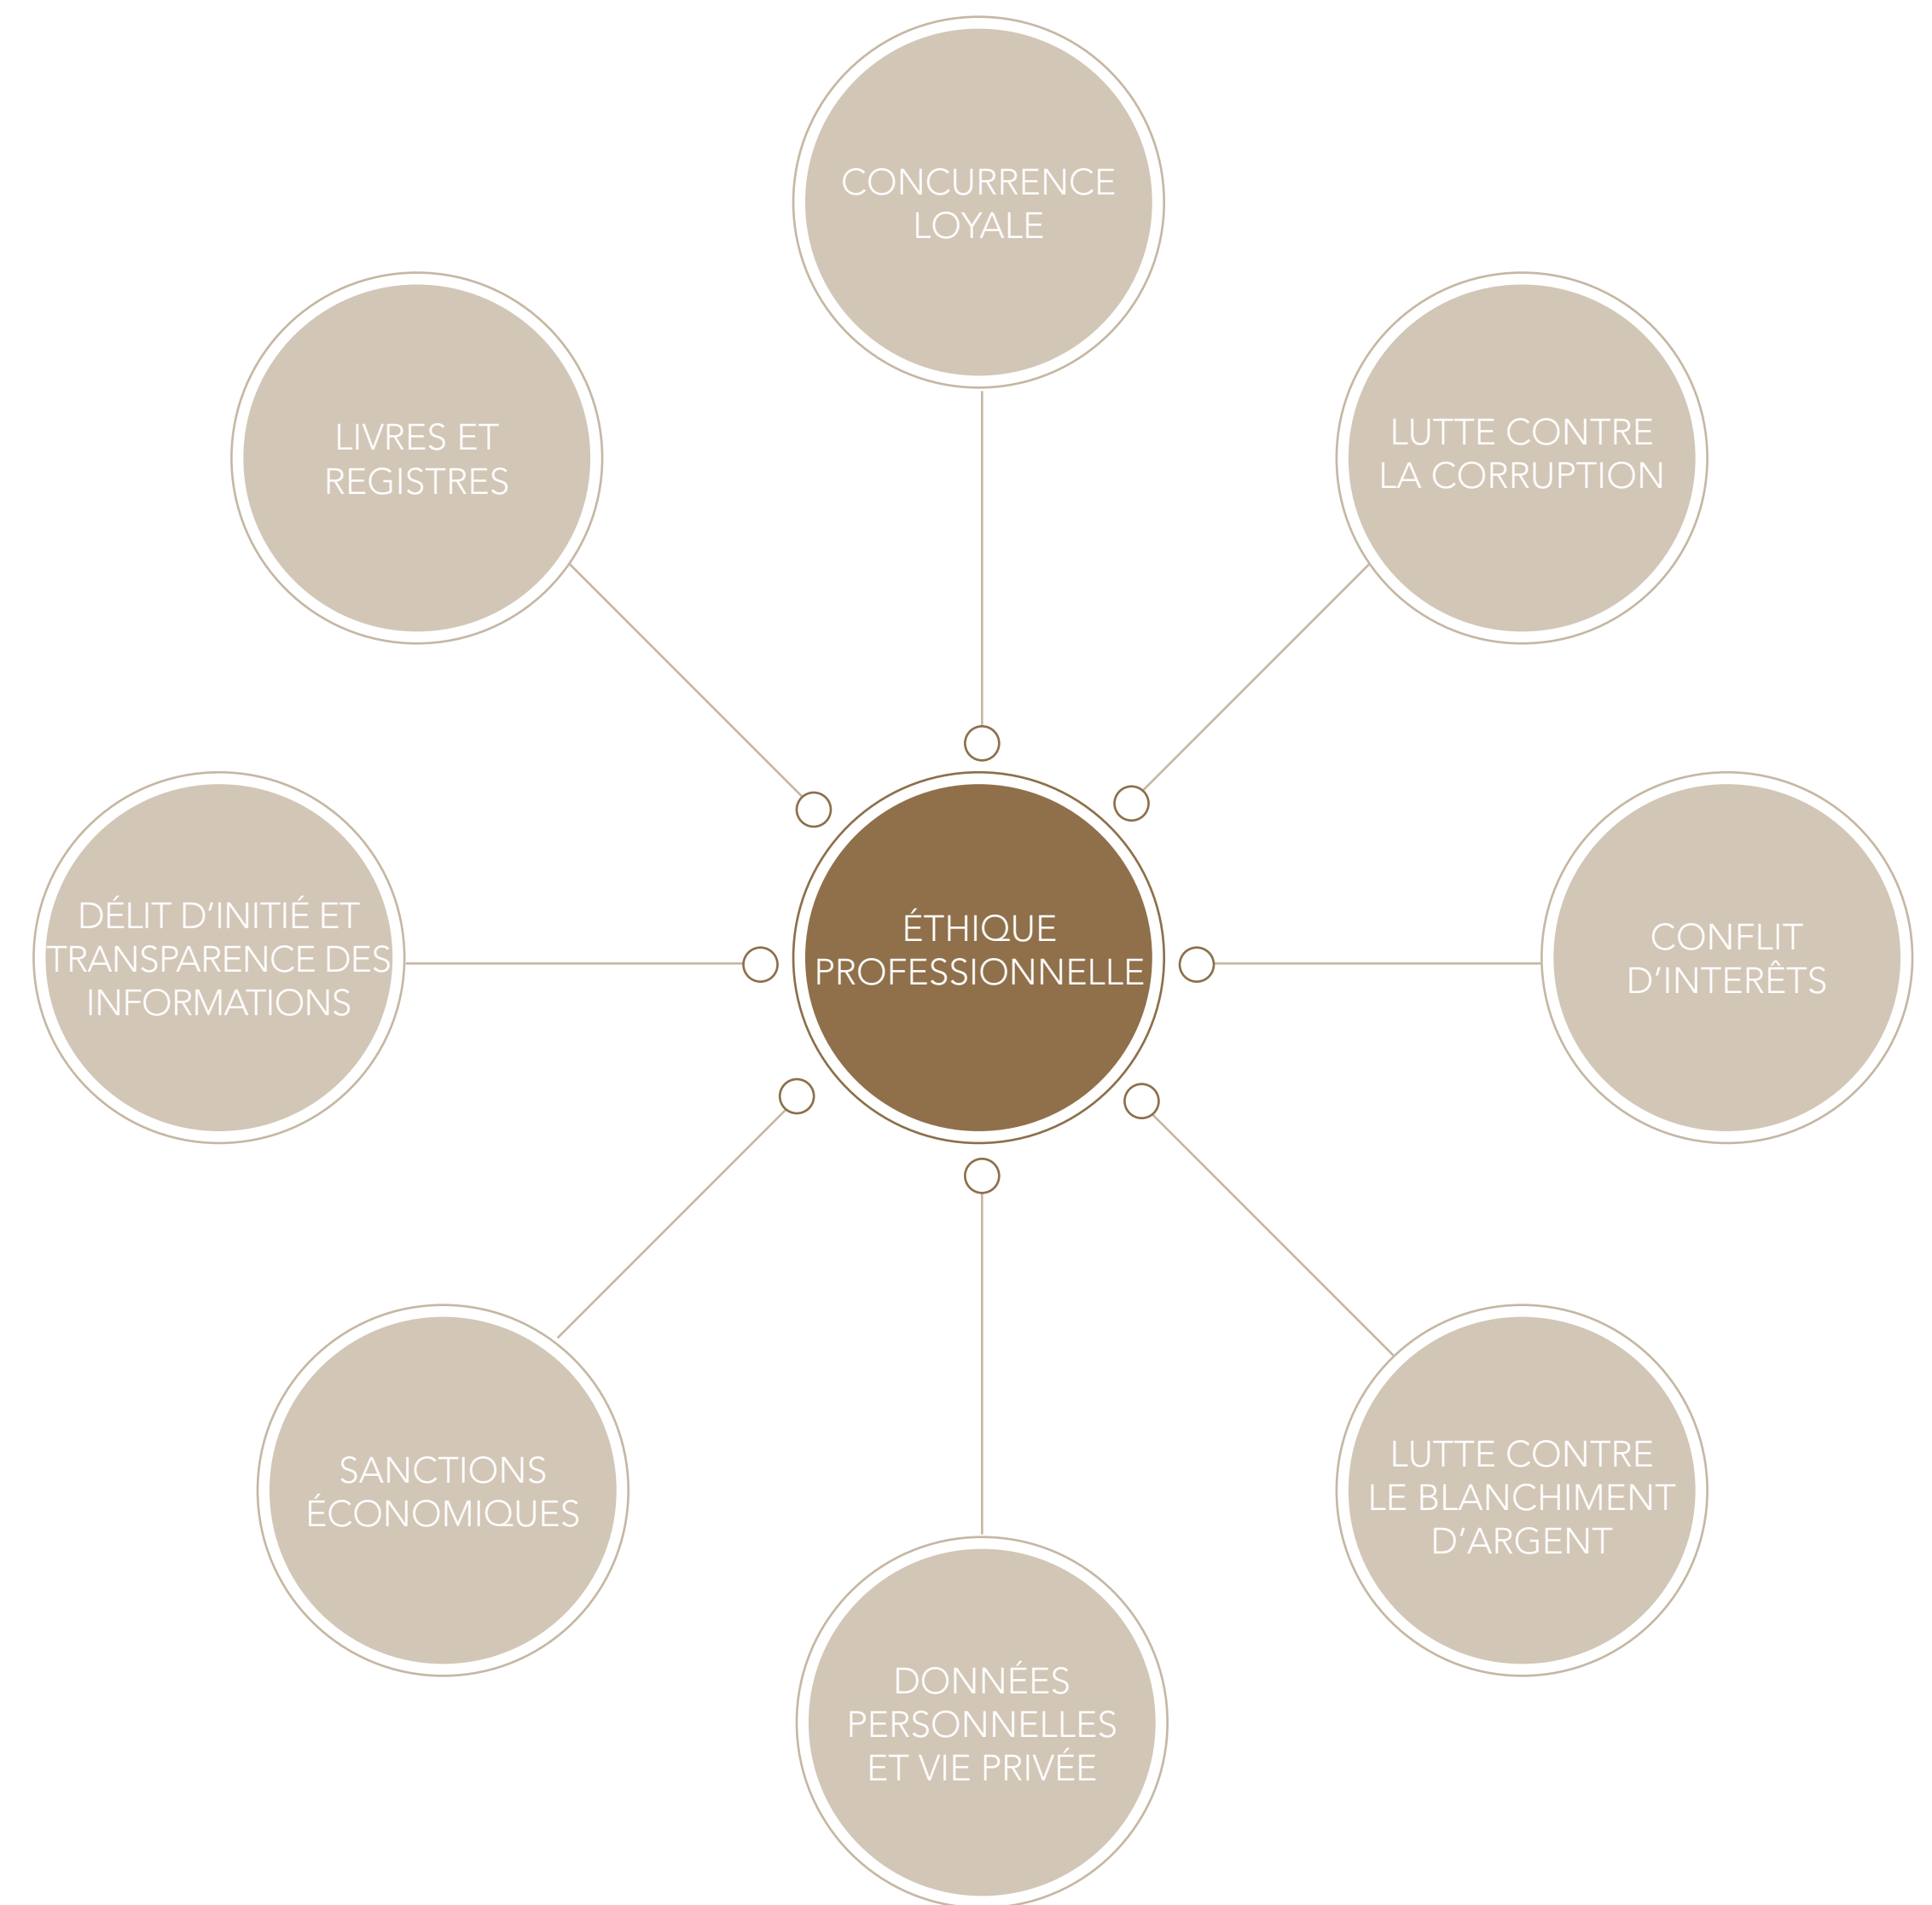 CONCURRENCE
LOYALE
LIVRES ET
REGISTRES
LUTTE CONTRE
LA CORRUPTION
DÉLIT D'INITIÉ ET
TRANSPARENCE DES
INFORMATIONS
ÉTHIQUE
PROFESSIONNELLE
CONFLIT
D'INTERÊTS
SANCTIONS
ÉCONOMIQUES
LUTTE CONTRE
LE BLANCHIMENT
D'ARGENT
DONNÉES
PERSONNELLES
ET VIE PRIVÉE